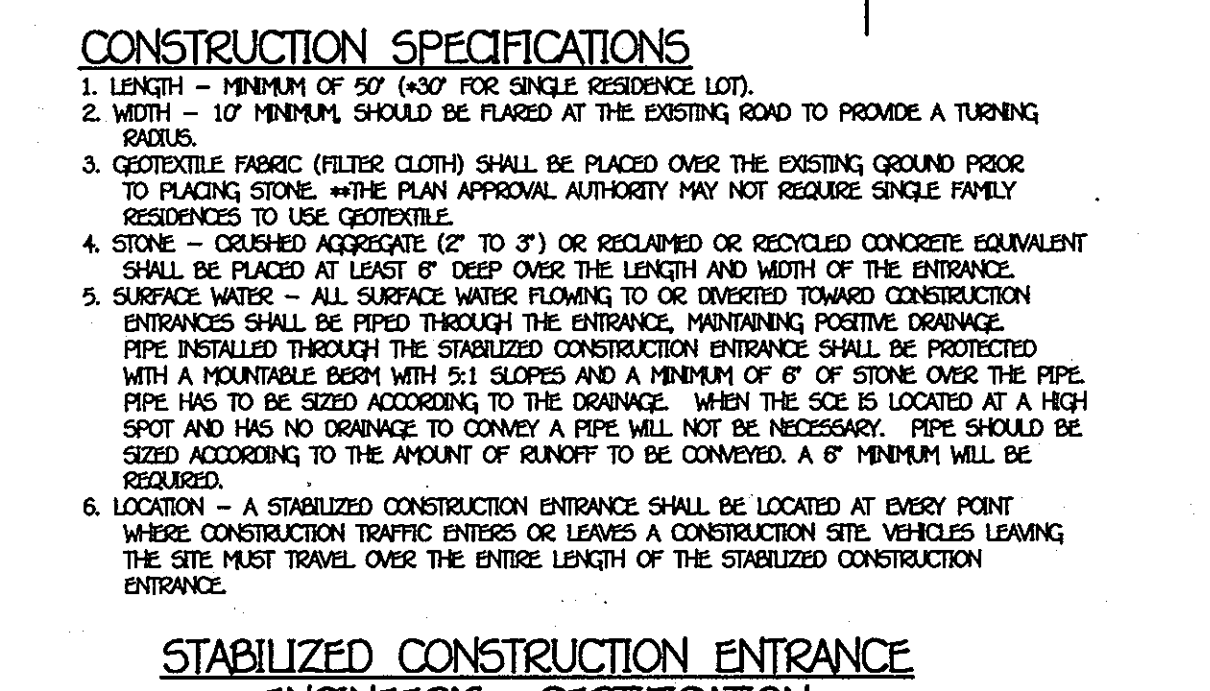 CONSTRUCTION SPECIFICATIONS
1. LENGTH – MINIMUM OF 50' (*30' FOR SINGLE RESIDENCE LOT).
2. WIDTH – 10' MINIMUM, SHOULD BE FLARED AT THE EXISTING ROAD TO PROVIDE A TURNING
RADIUS.
3. GEOTEXTILE FABRIC (FILTER CLOTH) SHALL BE PLACED OVER THE EXISTING GROUND PRIOR
TO PLACING STONE. **THE PLAN APPROVAL AUTHORITY MAY NOT REQUIRE SINGLE FAMILY
RESIDENCES TO USE GEOTEXTILE.
4. STONE – CRUSHED AGGREGATE (2" TO 3") OR RECLAIMED OR RECYCLED CONCRETE EQUIVALENT
SHALL BE PLACED AT LEAST 6" DEEP OVER THE LENGTH AND WIDTH OF THE ENTRANCE.
5. SURFACE WATER – ALL SURFACE WATER FLOWING TO OR DIVERTED TOWARD CONSTRUCTION
ENTRANCES SHALL BE PIPED THROUGH THE ENTRANCE, MAINTAINING POSITIVE DRAINAGE.
PIPE INSTALLED THROUGH THE STABILIZED CONSTRUCTION ENTRANCE SHALL BE PROTECTED
WITH A MOUNTABLE BERM WITH 5:1 SLOPES AND A MINIMUM OF 6" OF STONE OVER THE PIPE.
PIPE HAS TO BE SIZED ACCORDING TO THE DRAINAGE. WHEN THE SCE IS LOCATED AT A HIGH
SPOT AND HAS NO DRAINAGE TO CONVEY A PIPE WILL NOT BE NECESSARY. PIPE SHOULD BE
SIZED ACCORDING TO THE AMOUNT OF RUNOFF TO BE CONVEYED. A 6" MINIMUM WILL BE
REQUIRED.
6. LOCATION – A STABILIZED CONSTRUCTION ENTRANCE SHALL BE LOCATED AT EVERY POINT
WHERE CONSTRUCTION TRAFFIC ENTERS OR LEAVES A CONSTRUCTION SITE. VEHICLES LEAVING
THE SITE MUST TRAVEL OVER THE ENTIRE LENGTH OF THE STABILIZED CONSTRUCTION
ENTRANCE.
STABILIZED CONSTRUCTION ENTRANCE